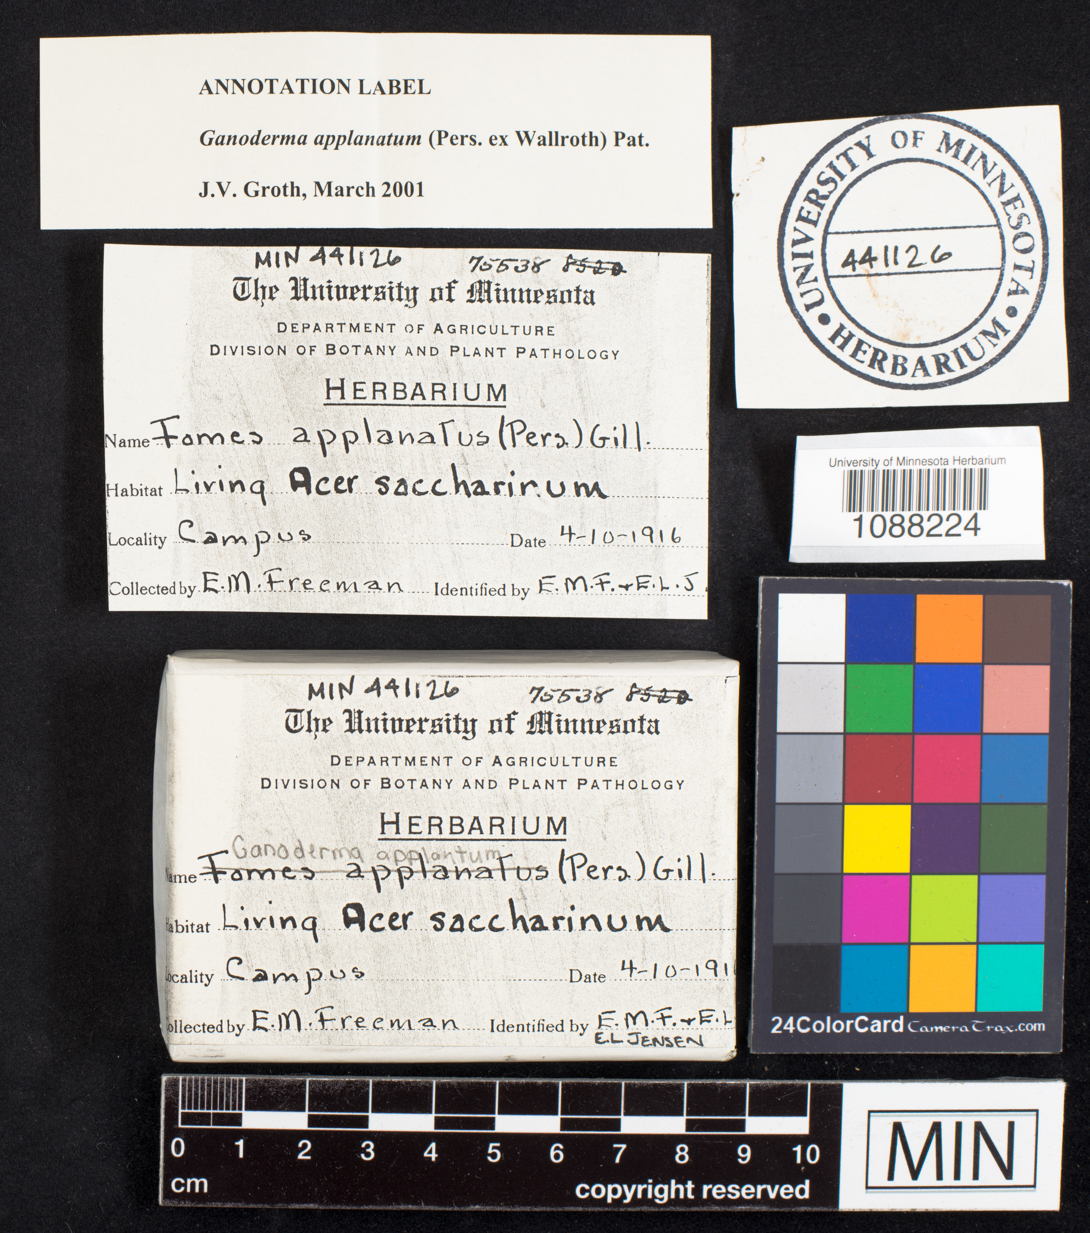 ANNOTATION LABEL
Ganoderma applanatum (Pers. ex Wallroth) Pat.
J.V. Groth, March 2001
UNIVERSITY OF MINNESOTA
441126
• HERBARIUM •
MIN 441126 75538 8520
The University of Minnesota
DEPARTMENT OF AGRICULTURE
DIVISION OF BOTANY AND PLANT PATHOLOGY
HERBARIUM
Name Fomes applanatus (Pers.) Gill.
Habitat Living Acer saccharinum
Locality Campus Date 4-10-1916
Collected by E.M. Freeman Identified by E.M.F. + E.L.J.
University of Minnesota Herbarium
1088224
MIN 441126 75538 8520
The University of Minnesota
DEPARTMENT OF AGRICULTURE
DIVISION OF BOTANY AND PLANT PATHOLOGY
HERBARIUM
Ganoderma applantum
ame Fomes applanatus (Pers.) Gill.
abitat Living Acer saccharinum
ocality Campus Date 4-10-191
ollected by E.M. Freeman Identified by E.M.F. + E.L
E.L JENSEN
24ColorCard CameraTrax.com
0 1 2 3 4 5 6 7 8 9 10
cm
copyright reserved
MIN